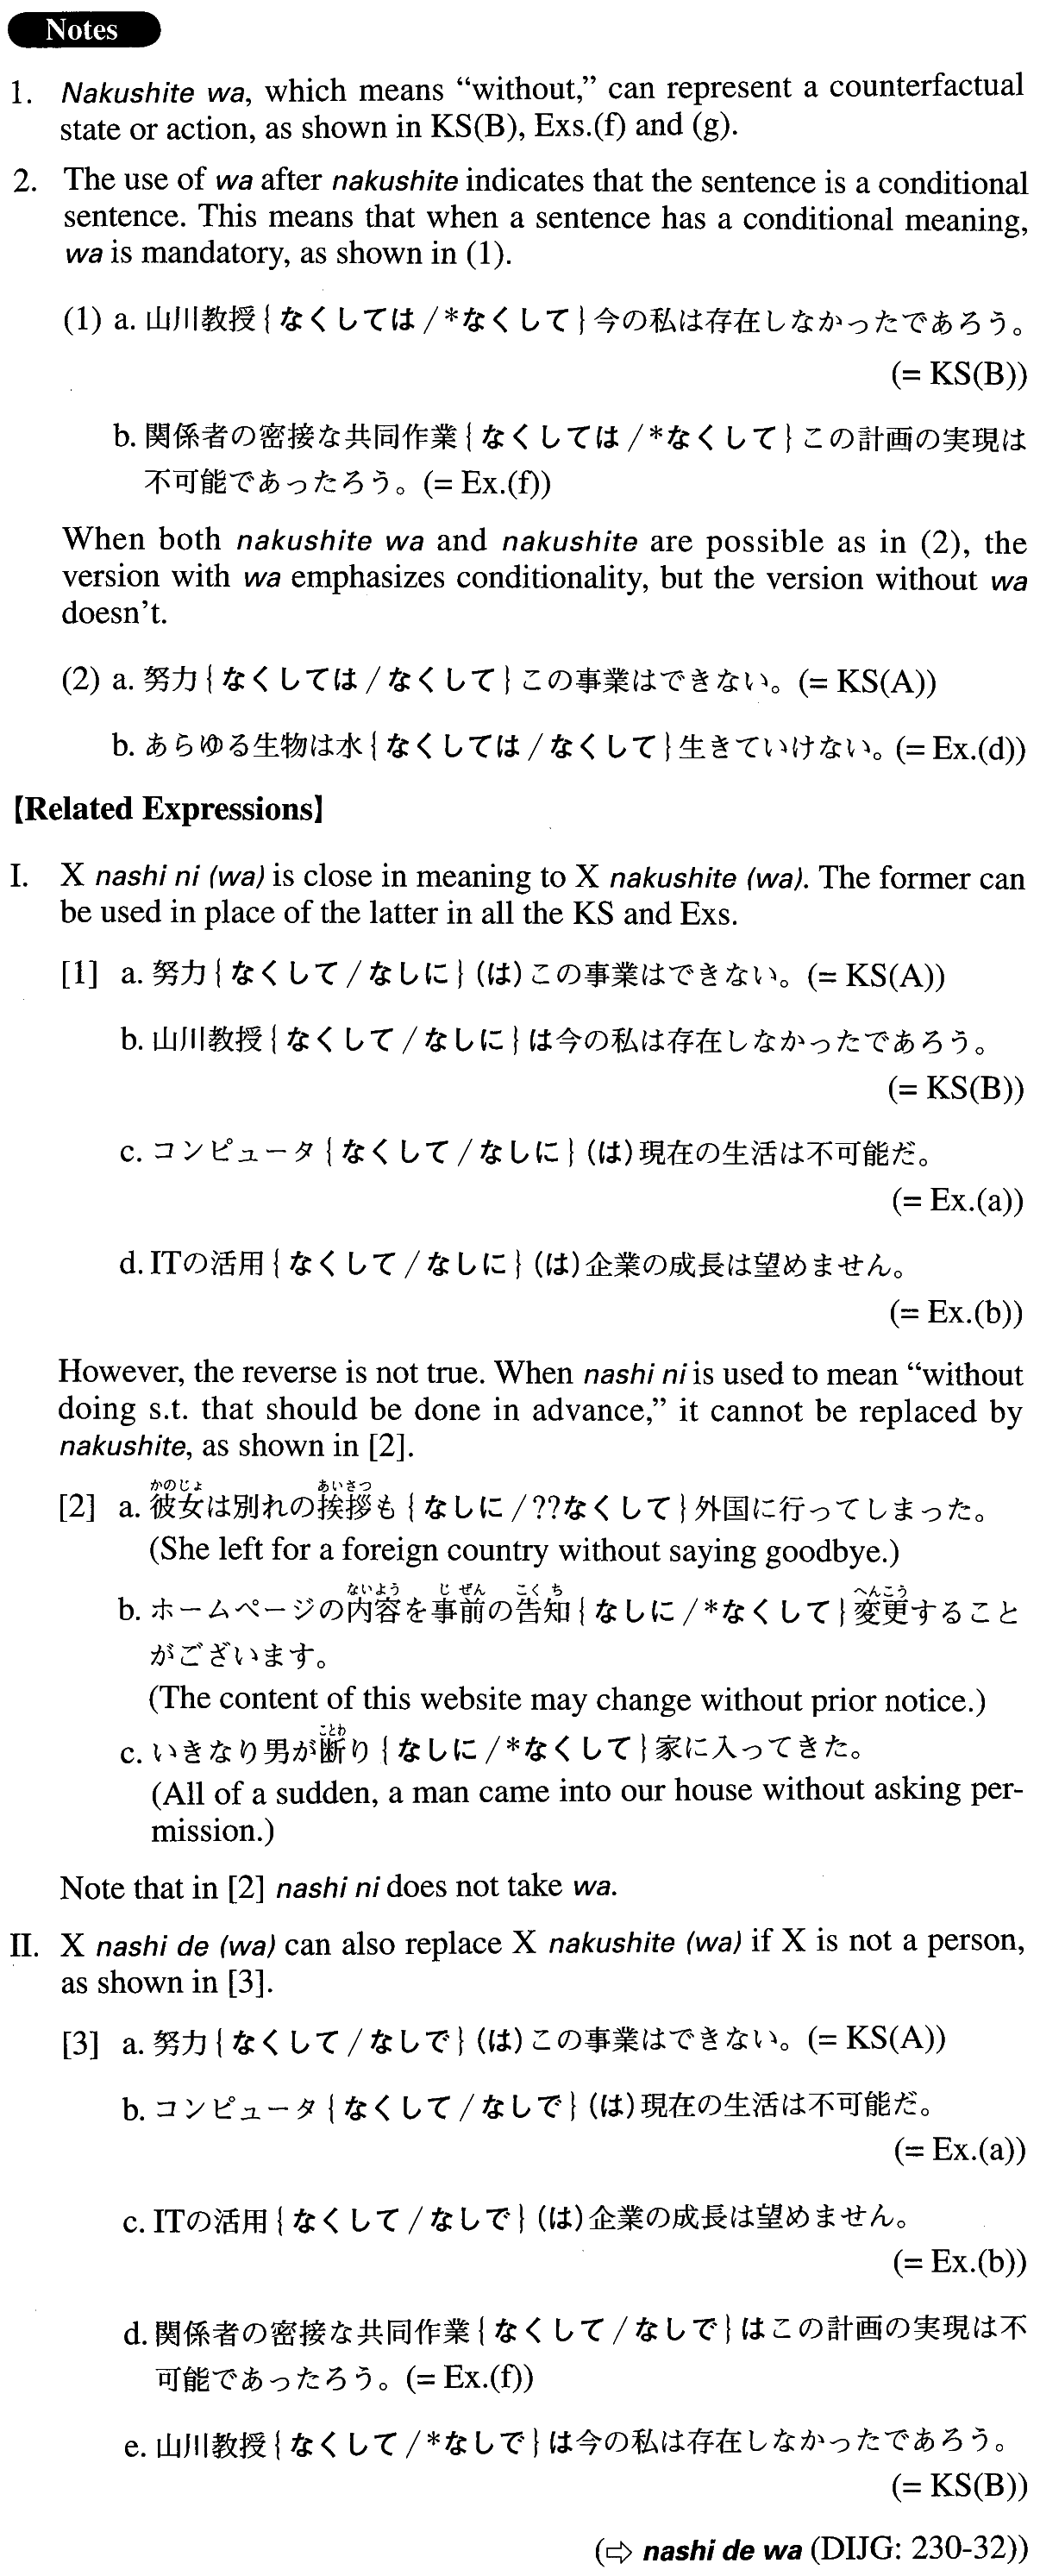 Notes
1. Nakushite wa, which means “without,” can represent a counterfactual
state or action, as shown in KS(B), Exs.(f) and (g).
2. The use of wa after nakushite indicates that the sentence is a conditional
sentence. This means that when a sentence has a conditional meaning,
wa is mandatory, as shown in (1).
(1) a. 山川教授{なくしては/*なくして}今の私は存在しなかったであろう。
(= KS(B))
b. 関係者の密接な共同作業{なくしては/*なくして}この計画の実現は
不可能であったろう。(= Ex.(f))
When both nakushite wa and nakushite are possible as in (2), the
version with wa emphasizes conditionality, but the version without wa
doesn’t.
(2) a. 努力{なくしては/なくして}この事業はできない。(= KS(A))
b. あらゆる生物は水{なくしては/なくして}生きていけない。(= Ex.(d))
【Related Expressions】
I. X nashi ni (wa) is close in meaning to X nakushite (wa). The former can
be used in place of the latter in all the KS and Exs.
[1] a. 努力{なくして/なしに}(は)この事業はできない。(= KS(A))
b. 山川教授{なくして/なしに}は今の私は存在しなかったであろう。
(= KS(B))
c. コンピュータ{なくして/なしに}(は)現在の生活は不可能だ。
(= Ex.(a))
d. ITの活用{なくして/なしに}(は)企業の成長は望めません。
(= Ex.(b))
However, the reverse is not true. When nashi ni is used to mean “without
doing s.t. that should be done in advance,” it cannot be replaced by
nakushite, as shown in [2].
かのじょ あいさつ
[2] a. 彼女は別れの挨拶も{なしに/??なくして}外国に行ってしまった。
(She left for a foreign country without saying goodbye.)
ないよう じぜん こくち へんこう
b. ホームページの内容を事前の告知{なしに/*なくして}変更すること
がございます。
(The content of this website may change without prior notice.)
ことわ
c. いきなり男が断り{なしに/*なくして}家に入ってきた。
(All of a sudden, a man came into our house without asking per-
mission.)
Note that in [2] nashi ni does not take wa.
II. X nashi de (wa) can also replace X nakushite (wa) if X is not a person,
as shown in [3].
[3] a. 努力{なくして/なしで}(は)この事業はできない。(= KS(A))
b. コンピュータ{なくして/なしで}(は)現在の生活は不可能だ。
(= Ex.(a))
c. ITの活用{なくして/なしで}(は)企業の成長は望めません。
(= Ex.(b))
d. 関係者の密接な共同作業{なくして/なしで}はこの計画の実現は不
可能であったろう。(= Ex.(f))
e. 山川教授{なくして/*なしで}は今の私は存在しなかったであろう。
(= KS(B))
(⇨ nashi de wa (DIJG: 230-32))